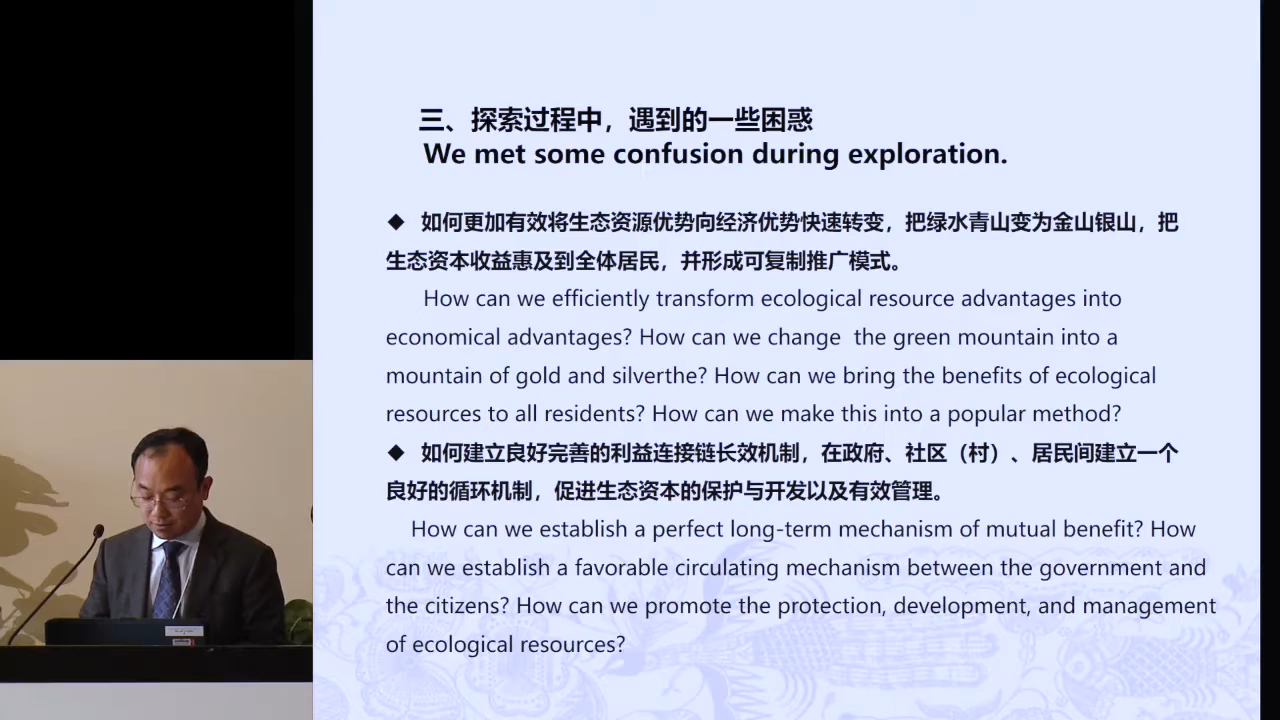 三、探索过程中，遇到的一些困惑
We met some confusion during exploration.
◆ 如何更加有效将生态资源优势向经济优势快速转变，把绿水青山变为金山银山，把
生态资本收益惠及到全体居民，并形成可复制推广模式。
How can we efficiently transform ecological resource advantages into
economical advantages? How can we change the green mountain into a
mountain of gold and silverthe? How can we bring the benefits of ecological
resources to all residents? How can we make this into a popular method?
◆ 如何建立良好完善的利益连接链长效机制，在政府、社区（村）、居民间建立一个
良好的循环机制，促进生态资本的保护与开发以及有效管理。
How can we establish a perfect long-term mechanism of mutual benefit? How
can we establish a favorable circulating mechanism between the government and
the citizens? How can we promote the protection, development, and management
of ecological resources?